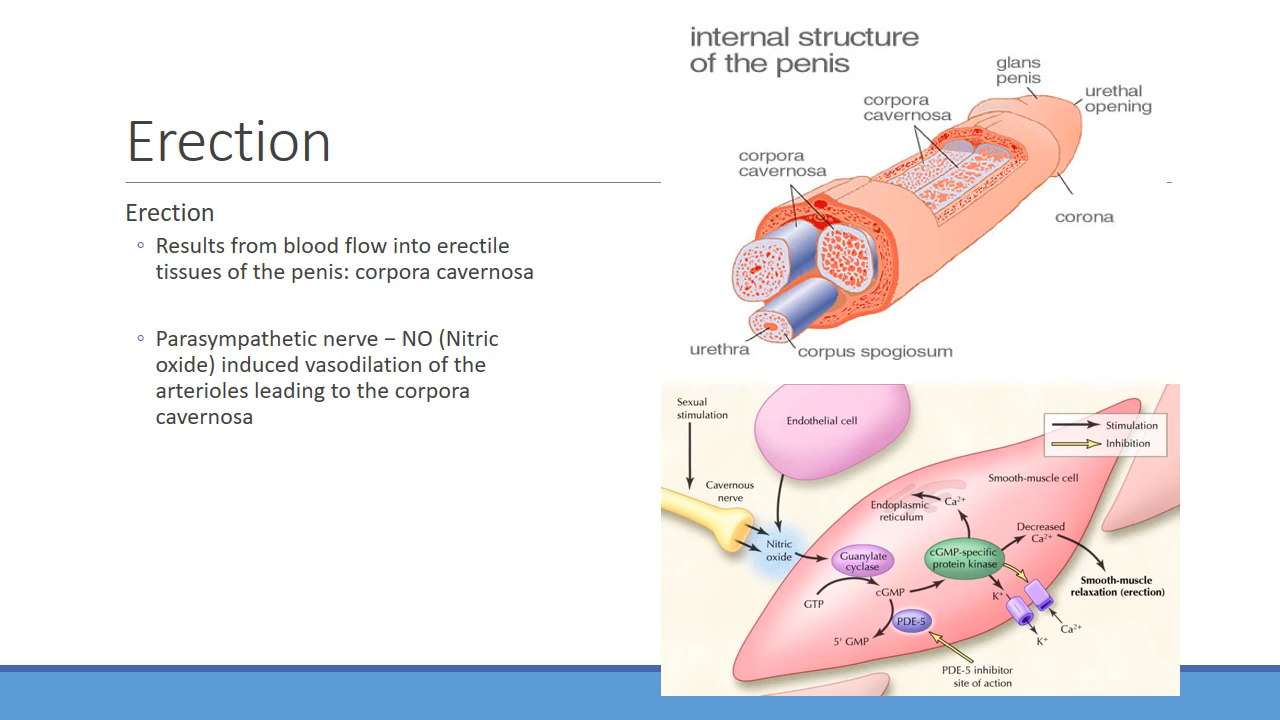 Erection
Erection
◦ Results from blood flow into erectile
tissues of the penis: corpora cavernosa
◦ Parasympathetic nerve – NO (Nitric
oxide) induced vasodilation of the
arterioles leading to the corpora
cavernosa
internal structure
of the penis
glans
penis
urethal
opening
corpora
cavernosa
corpora
cavernosa
corona
urethra
corpus spogiosum
Sexual
stimulation
Endothelial cell
Stimulation
Inhibition
Cavernous
nerve
Smooth-muscle cell
Endoplasmic
reticulum
Ca²⁺
Decreased
Ca²⁺
Nitric
oxide
Guanylate
cyclase
cGMP-specific
protein kinase
Smooth-muscle
relaxation (erection)
GTP
cGMP
K⁺
PDE-5
Ca²⁺
5' GMP
K⁺
PDE-5 inhibitor
site of action